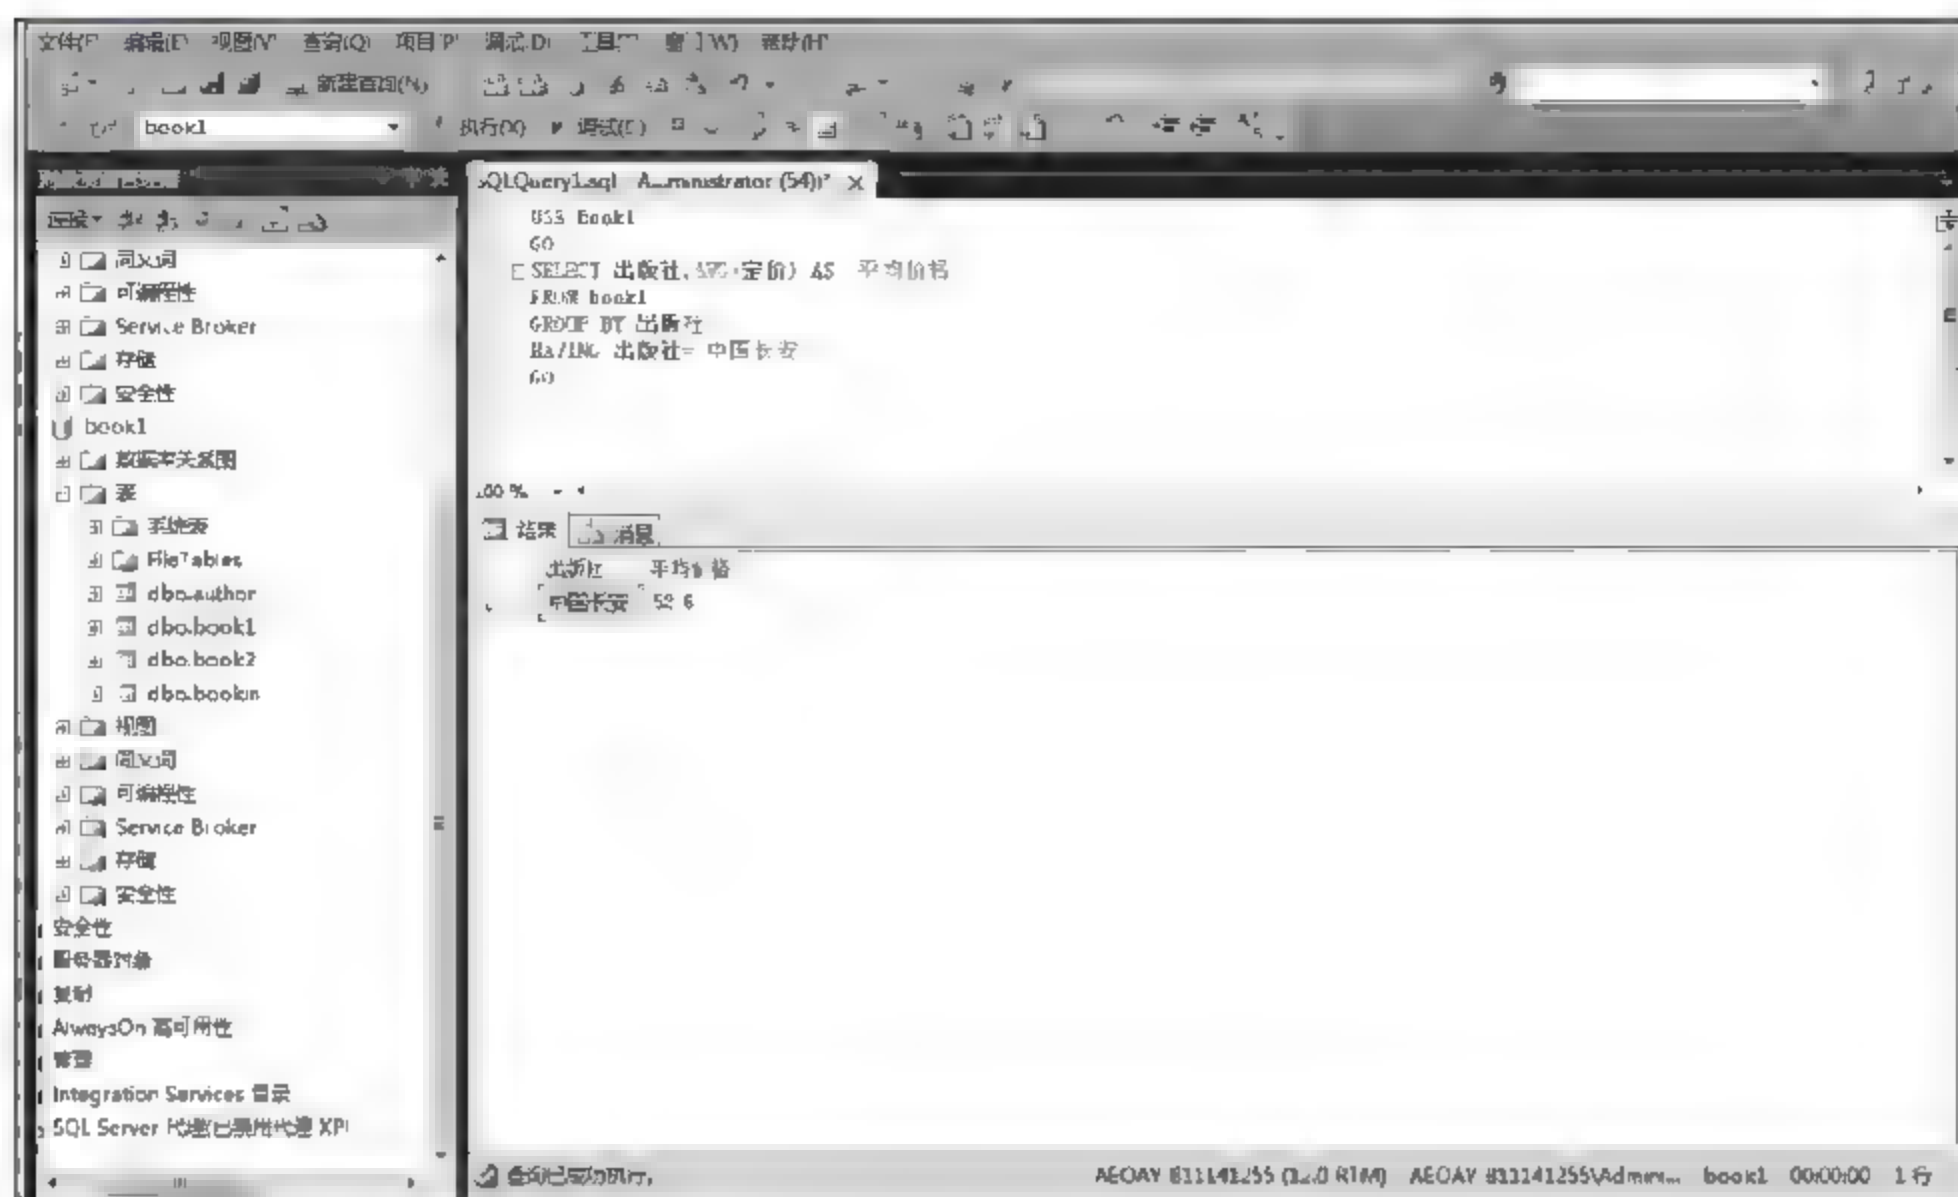 文件(F 编辑(E) 视图(V 查询(Q) 项目(P 调试(D) 工具 窗口(W) 帮助(H
新建查询(N)
book1 执行(X) 调试(D)
SQLQuery1.sql Administrator (54))* ×
连接
USE Book1
GO
SELECT 出版社,AVG(定价) AS 平均价格
FROM book1
GROUP BY 出版社
HAVING 出版社= 中国长安
GO
100 %
结果 消息
出版社 平均价格
中国长安
同义词
可编程性
Service Broker
存储
安全性
book1
数据库关系图
表
系统表
FileTables
dbo.author
dbo.book1
dbo.book2
视图
同义词
可编程性
Service Broker
存储
安全性
安全性
服务器对象
复制
AlwaysOn 高可用性
管理
Integration Services 目录
SQL Server 代理(已禁用代理 XP)
查询已成功执行。 book1 00:00:00 1 行